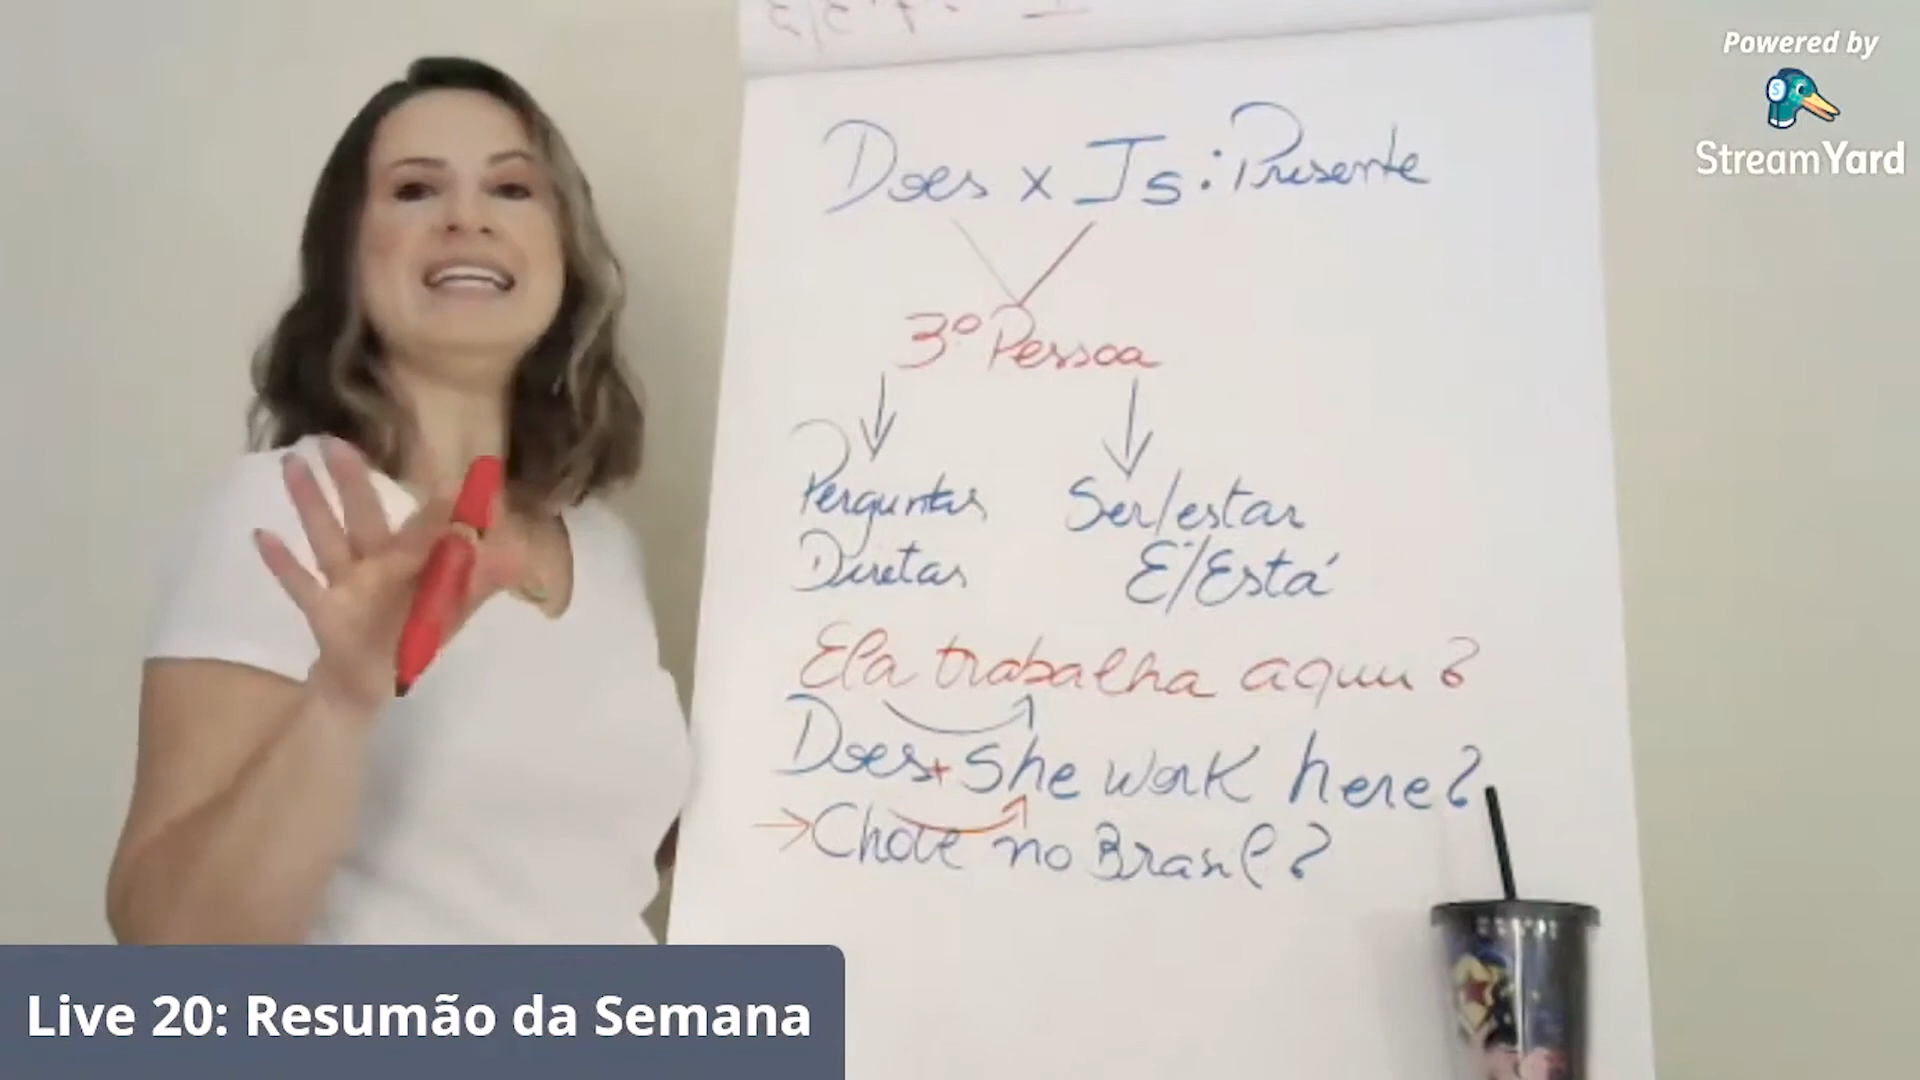 Does x Is: Presente
3º Pessoa
Perguntas
Diretas
Ser/estar
É/Está
Ela trabalha aqui?
Does + She work here?
→ Chove no Brasil?
Powered by
StreamYard
Live 20: Resumão da Semana